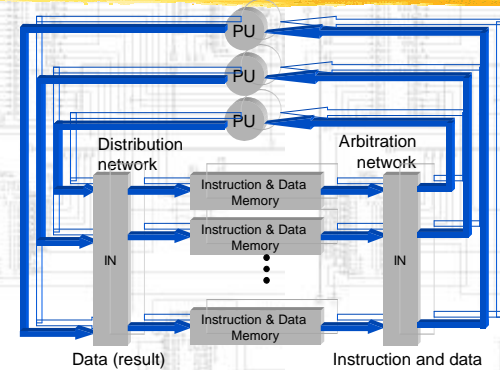 PU
PU
PU
Distribution
network
Arbitration
network
Instruction & Data
Memory
Instruction & Data
Memory
IN
IN
Instruction & Data
Memory
Data (result)
Instruction and data